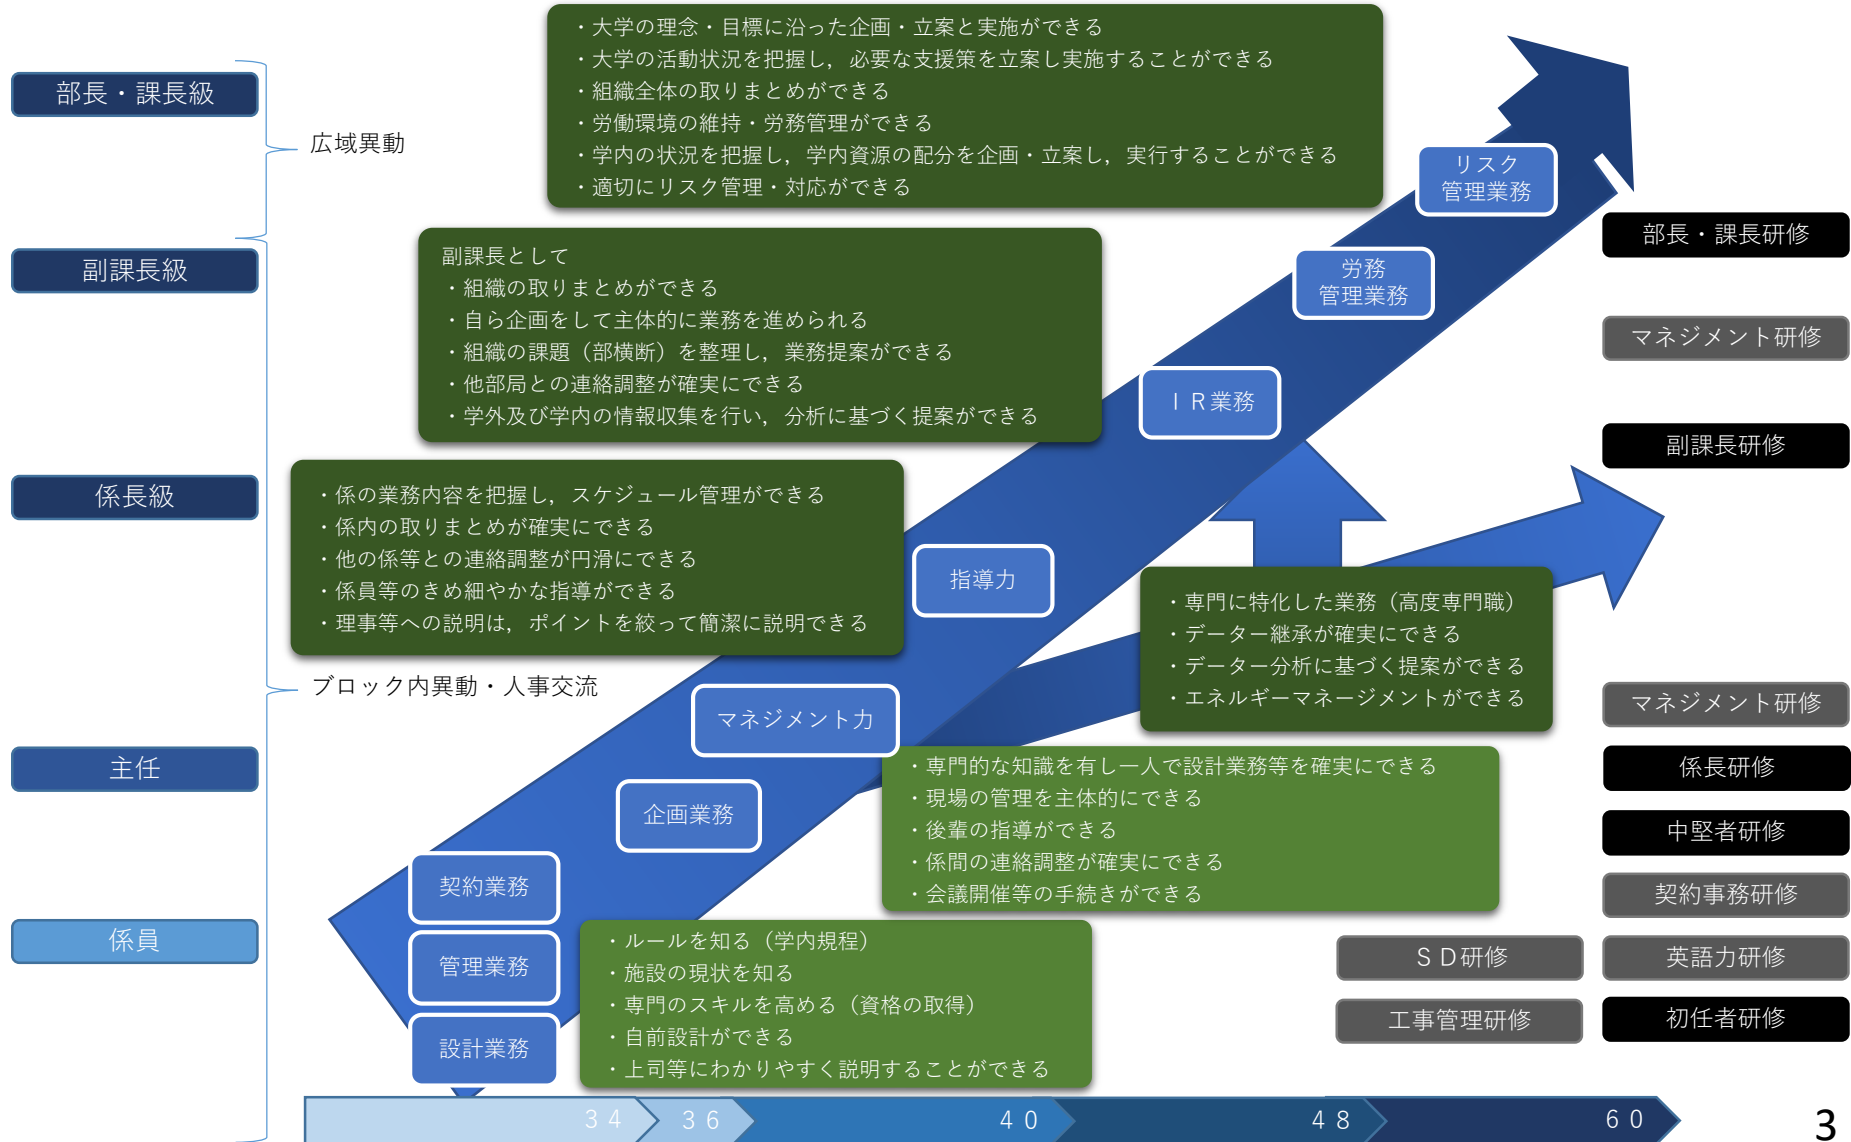 部長・課長級
副課長級
係長級
主任
係員
広域異動
ブロック内異動・人事交流
・大学の理念・目標に沿った企画・立案と実施ができる
・大学の活動状況を把握し，必要な支援策を立案し実施することができる
・組織全体の取りまとめができる
・労働環境の維持・労務管理ができる
・学内の状況を把握し，学内資源の配分を企画・立案し，実行することができる
・適切にリスク管理・対応ができる
副課長として
・組織の取りまとめができる
・自ら企画をして主体的に業務を進められる
・組織の課題（部横断）を整理し，業務提案ができる
・他部局との連絡調整が確実にできる
・学外及び学内の情報収集を行い，分析に基づく提案ができる
・係の業務内容を把握し，スケジュール管理ができる
・係内の取りまとめが確実にできる
・他の係等との連絡調整が円滑にできる
・係員等のきめ細やかな指導ができる
・理事等への説明は，ポイントを絞って簡潔に説明できる
・専門に特化した業務（高度専門職）
・データー継承が確実にできる
・データー分析に基づく提案ができる
・エネルギーマネージメントができる
・専門的な知識を有し一人で設計業務等を確実にできる
・現場の管理を主体的にできる
・後輩の指導ができる
・係間の連絡調整が確実にできる
・会議開催等の手続きができる
・ルールを知る（学内規程）
・施設の現状を知る
・専門のスキルを高める（資格の取得）
・自前設計ができる
・上司等にわかりやすく説明することができる
リスク
管理業務
労務
管理業務
ＩＲ業務
指導力
マネジメント力
企画業務
契約業務
管理業務
設計業務
部長・課長研修
マネジメント研修
副課長研修
マネジメント研修
係長研修
中堅者研修
契約事務研修
ＳＤ研修
英語力研修
工事管理研修
初任者研修
３４
３６
４０
４８
６０
3